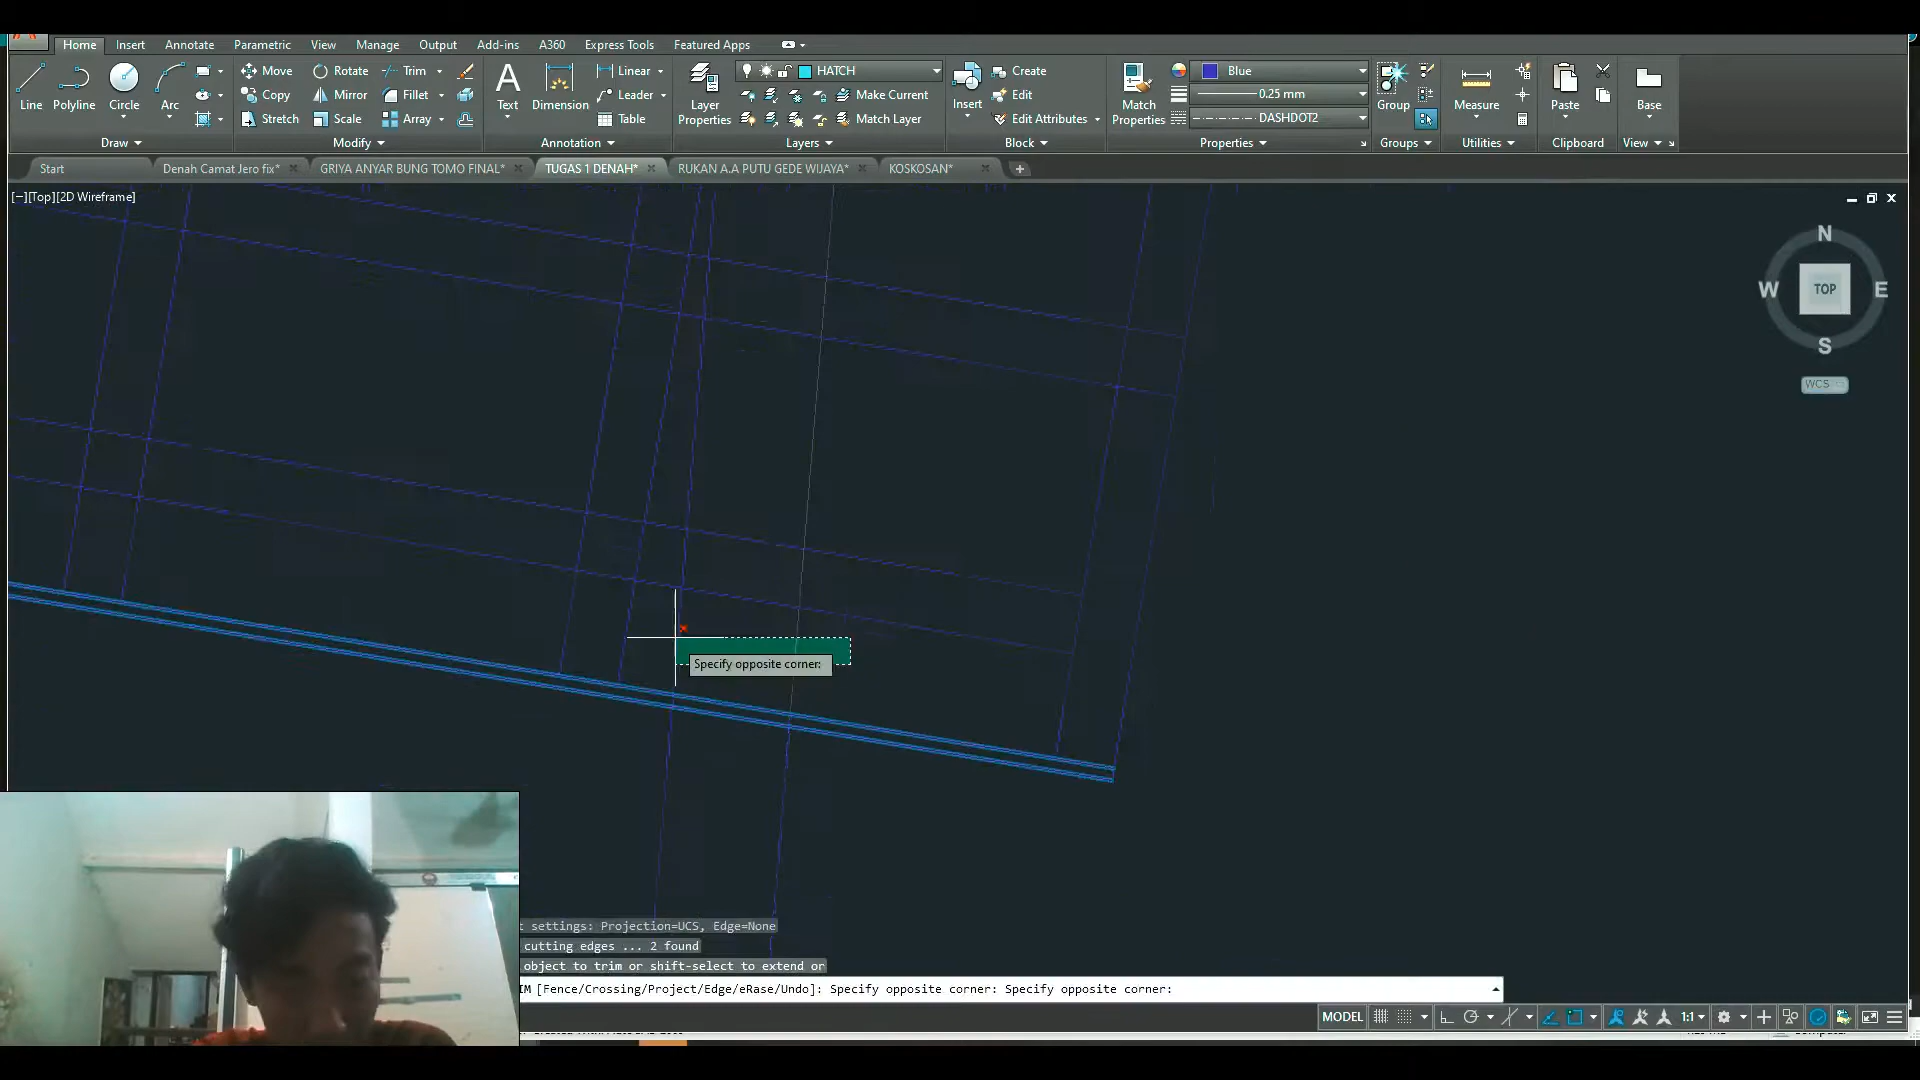 Home Insert Annotate Parametric View Manage Output Add-ins A360 Express Tools Featured Apps
Line Polyline Circle Arc
Move Rotate Trim
Copy Mirror Fillet
Stretch Scale Array
Text Dimension
Linear
Leader
Table
Layer Properties
HATCH
Make Current
Match Layer
Insert
Create
Edit
Edit Attributes
Match Properties
Blue
0.25 mm
DASHDOT2
Group
Measure
Paste
Base
Draw Modify Annotation Layers Block Properties Groups Utilities Clipboard View
Start Denah Camat Jero fix* GRIYA ANYAR BUNG TOMO FINAL* TUGAS 1 DENAH* RUKAN A.A PUTU GEDE WIJAYA* KOSKOSAN*
[−][Top][2D Wireframe]
N
W TOP E
S
WCS
Specify opposite corner:
settings: Projection=UCS, Edge=None
cutting edges ... 2 found
object to trim or shift-select to extend or
IM [Fence/Crossing/Project/Edge/eRase/Undo]: Specify opposite corner: Specify opposite corner:
MODEL 1:1